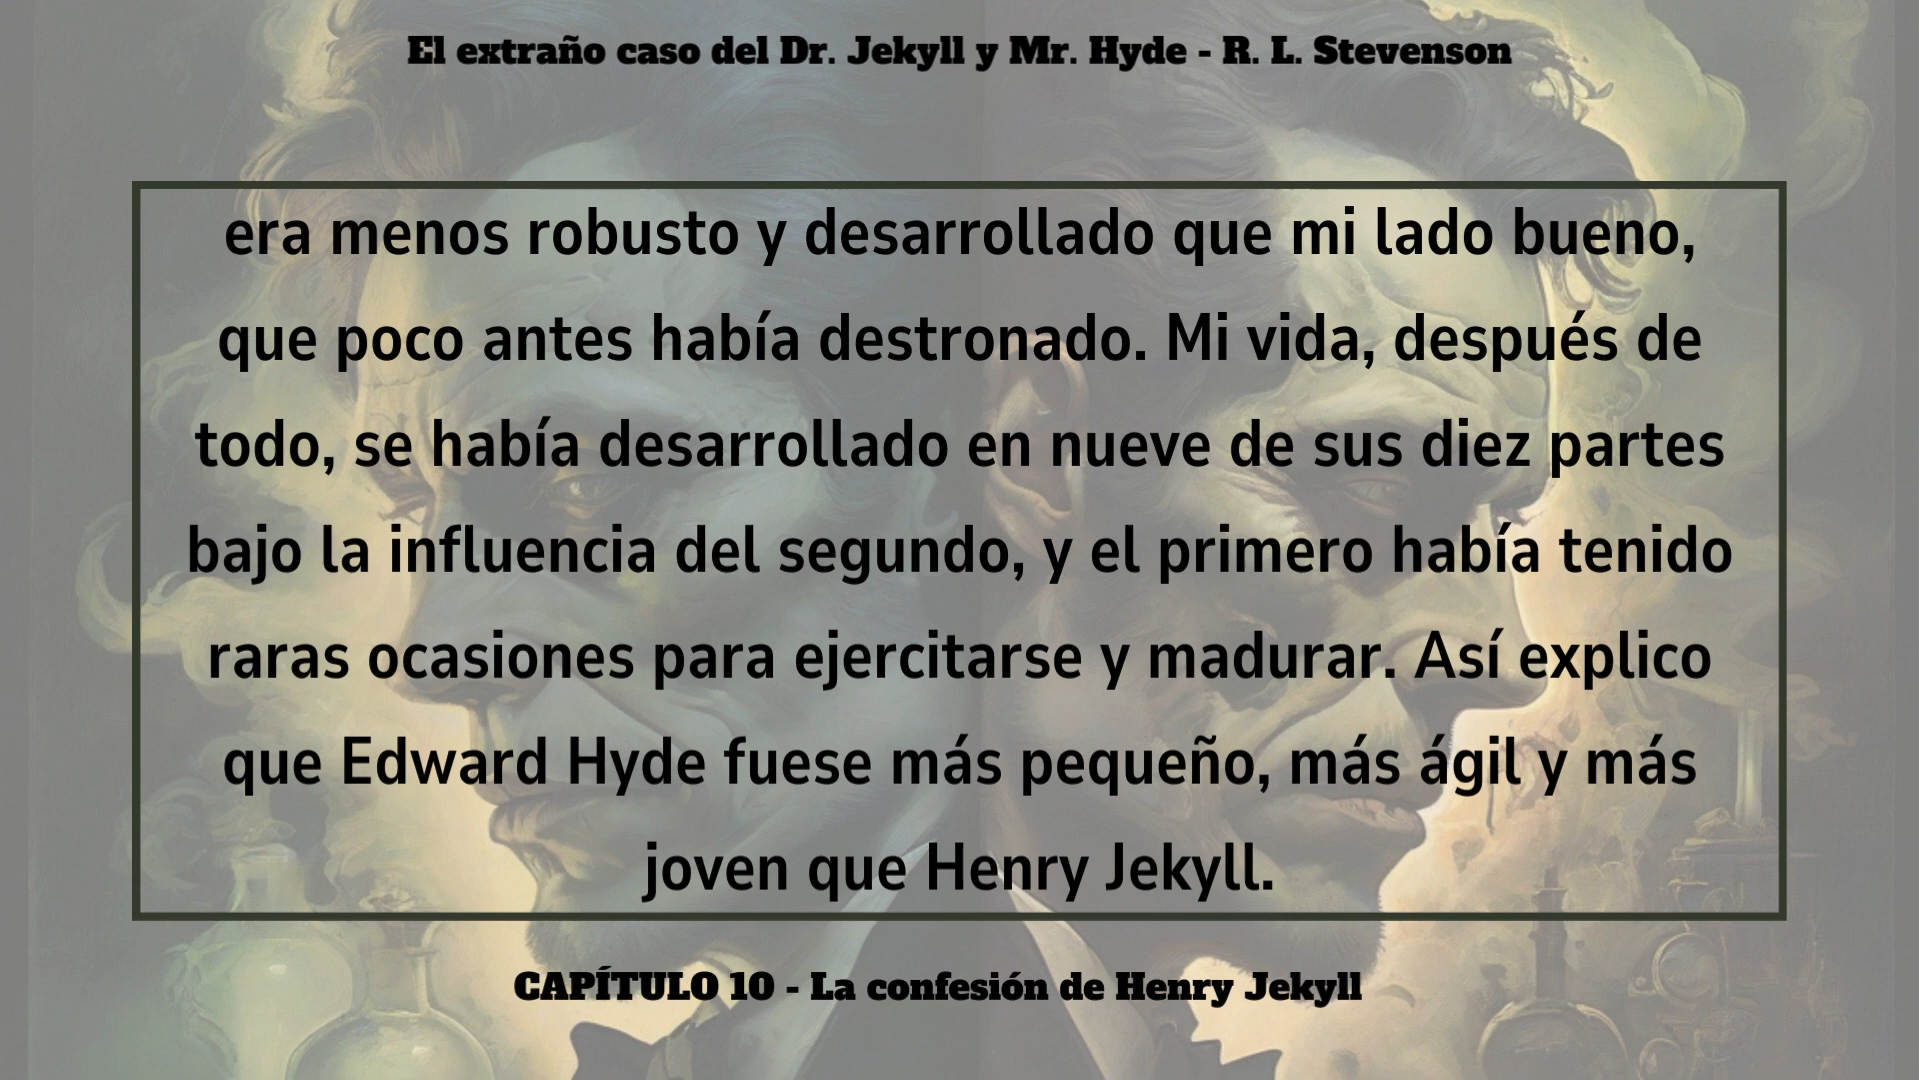 El extraño caso del Dr. Jekyll y Mr. Hyde - R. L. Stevenson
era menos robusto y desarrollado que mi lado bueno,
que poco antes había destronado. Mi vida, después de
todo, se había desarrollado en nueve de sus diez partes
bajo la influencia del segundo, y el primero había tenido
raras ocasiones para ejercitarse y madurar. Así explico
que Edward Hyde fuese más pequeño, más ágil y más
joven que Henry Jekyll.
CAPÍTULO 10 - La confesión de Henry Jekyll